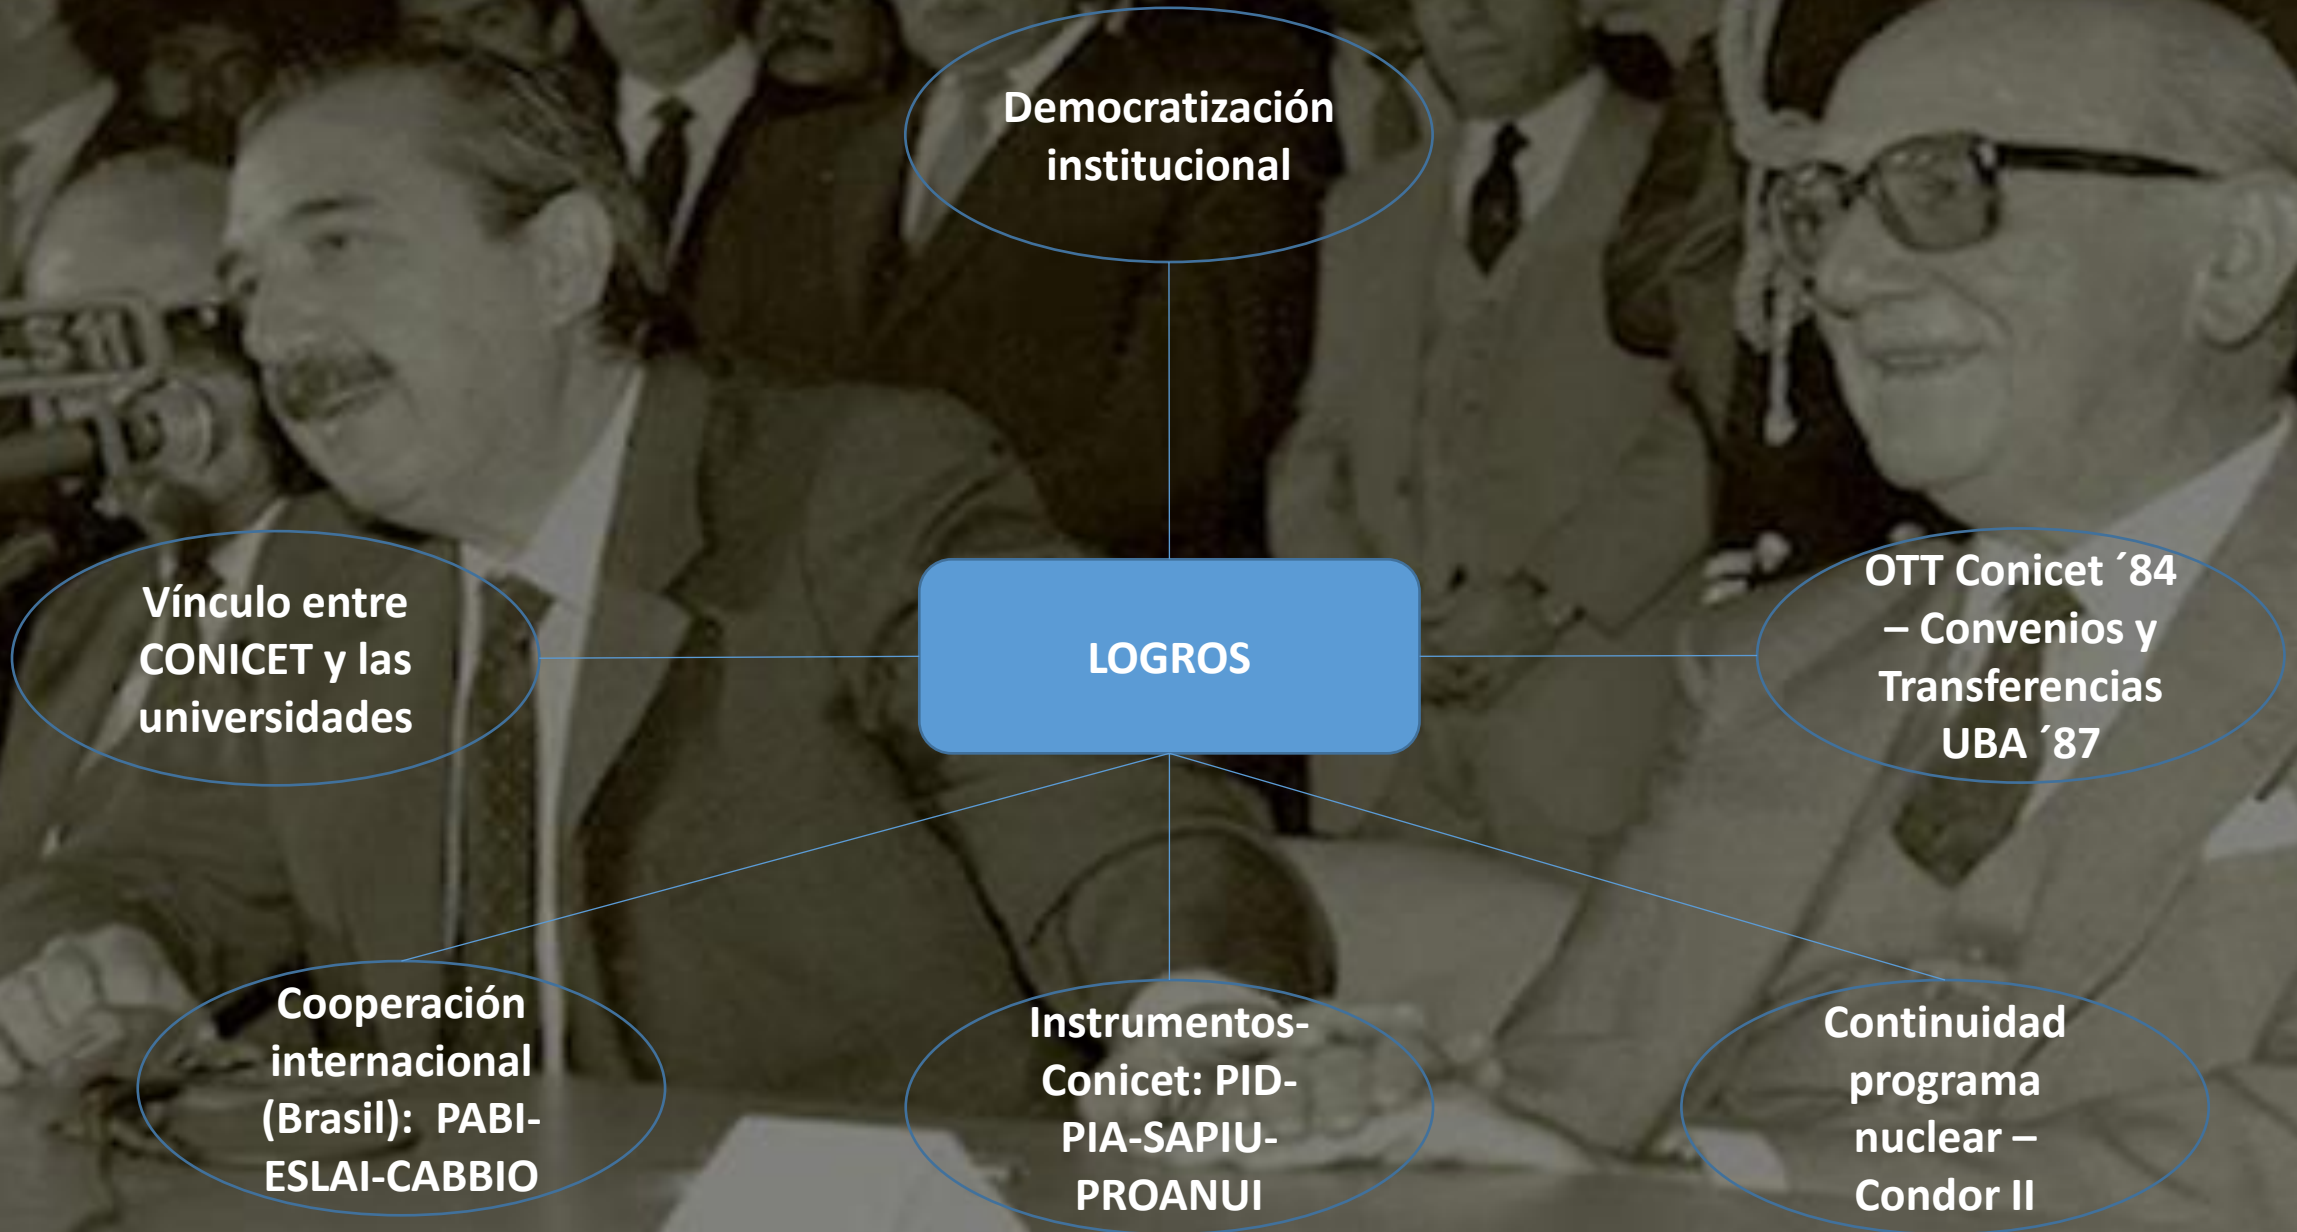 Democratización
institucional
Vínculo entre
CONICET y las
universidades
LOGROS
OTT Conicet ´84
– Convenios y
Transferencias
UBA ´87
Cooperación
internacional
(Brasil):  PABI-
ESLAI-CABBIO
Instrumentos-
Conicet: PID-
PIA-SAPIU-
PROANUI
Continuidad
programa
nuclear –
Condor II